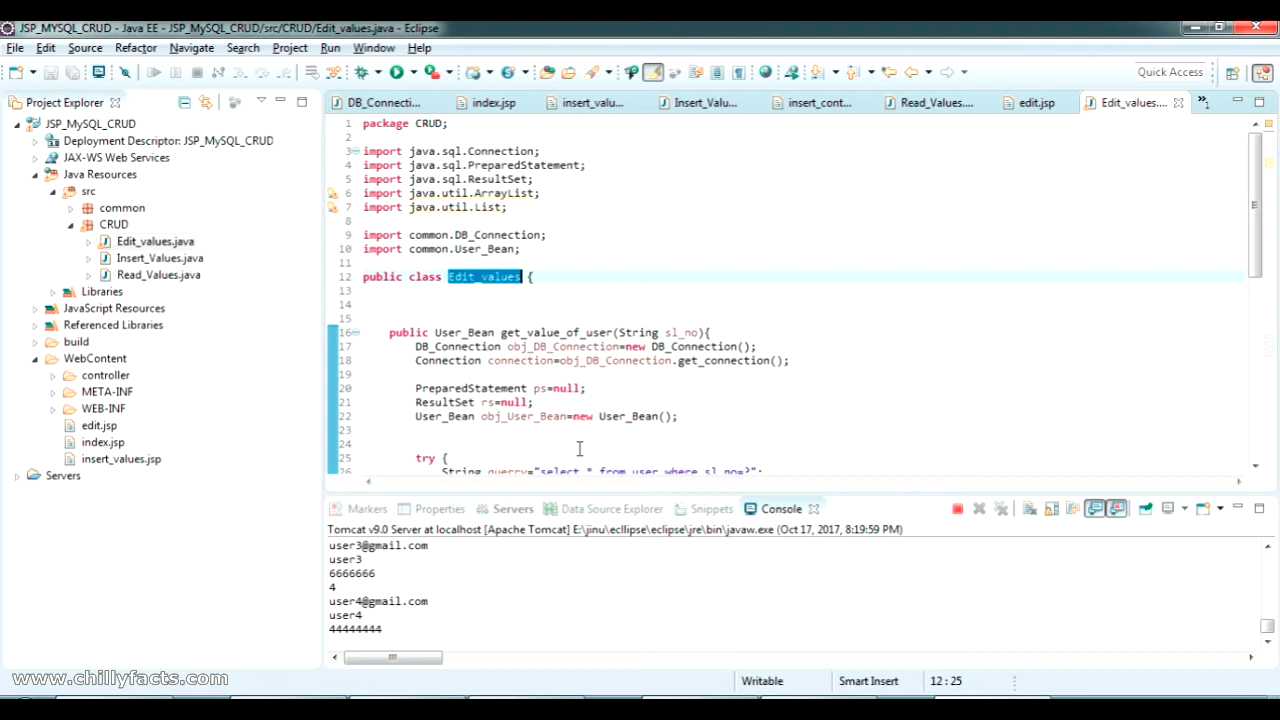 JSP_MYSQL_CRUD - Java EE - JSP_MySQL_CRUD/src/CRUD/Edit_values.java - Eclipse
File Edit Source Refactor Navigate Search Project Run Window Help
Quick Access
Project Explorer
JSP_MySQL_CRUD
Deployment Descriptor: JSP_MySQL_CRUD
JAX-WS Web Services
Java Resources
src
common
CRUD
Edit_values.java
Insert_Values.java
Read_Values.java
Libraries
JavaScript Resources
Referenced Libraries
build
WebContent
controller
META-INF
WEB-INF
edit.jsp
index.jsp
insert_values.jsp
Servers
DB_Connecti... index.jsp insert_valu... Insert_Valu... insert_cont... Read_Values.... edit.jsp Edit_values.... »1
1 package CRUD;
2
3 import java.sql.Connection;
4 import java.sql.PreparedStatement;
5 import java.sql.ResultSet;
6 import java.util.ArrayList;
7 import java.util.List;
8
9 import common.DB_Connection;
10 import common.User_Bean;
11
12 public class Edit_values {
13
14
15
16 public User_Bean get_value_of_user(String sl_no){
17 DB_Connection obj_DB_Connection=new DB_Connection();
18 Connection connection=obj_DB_Connection.get_connection();
19
20 PreparedStatement ps=null;
21 ResultSet rs=null;
22 User_Bean obj_User_Bean=new User_Bean();
23
24
25 try {
26 String querry="select * from user where sl_no=?";
Markers Properties Servers Data Source Explorer Snippets Console
Tomcat v9.0 Server at localhost [Apache Tomcat] E:\jinu\ecllipse\eclipse\jre\bin\javaw.exe (Oct 17, 2017, 8:19:59 PM)
user3@gmail.com
user3
6666666
4
user4@gmail.com
user4
44444444
www.chillyfacts.com
Writable Smart Insert 12 : 25